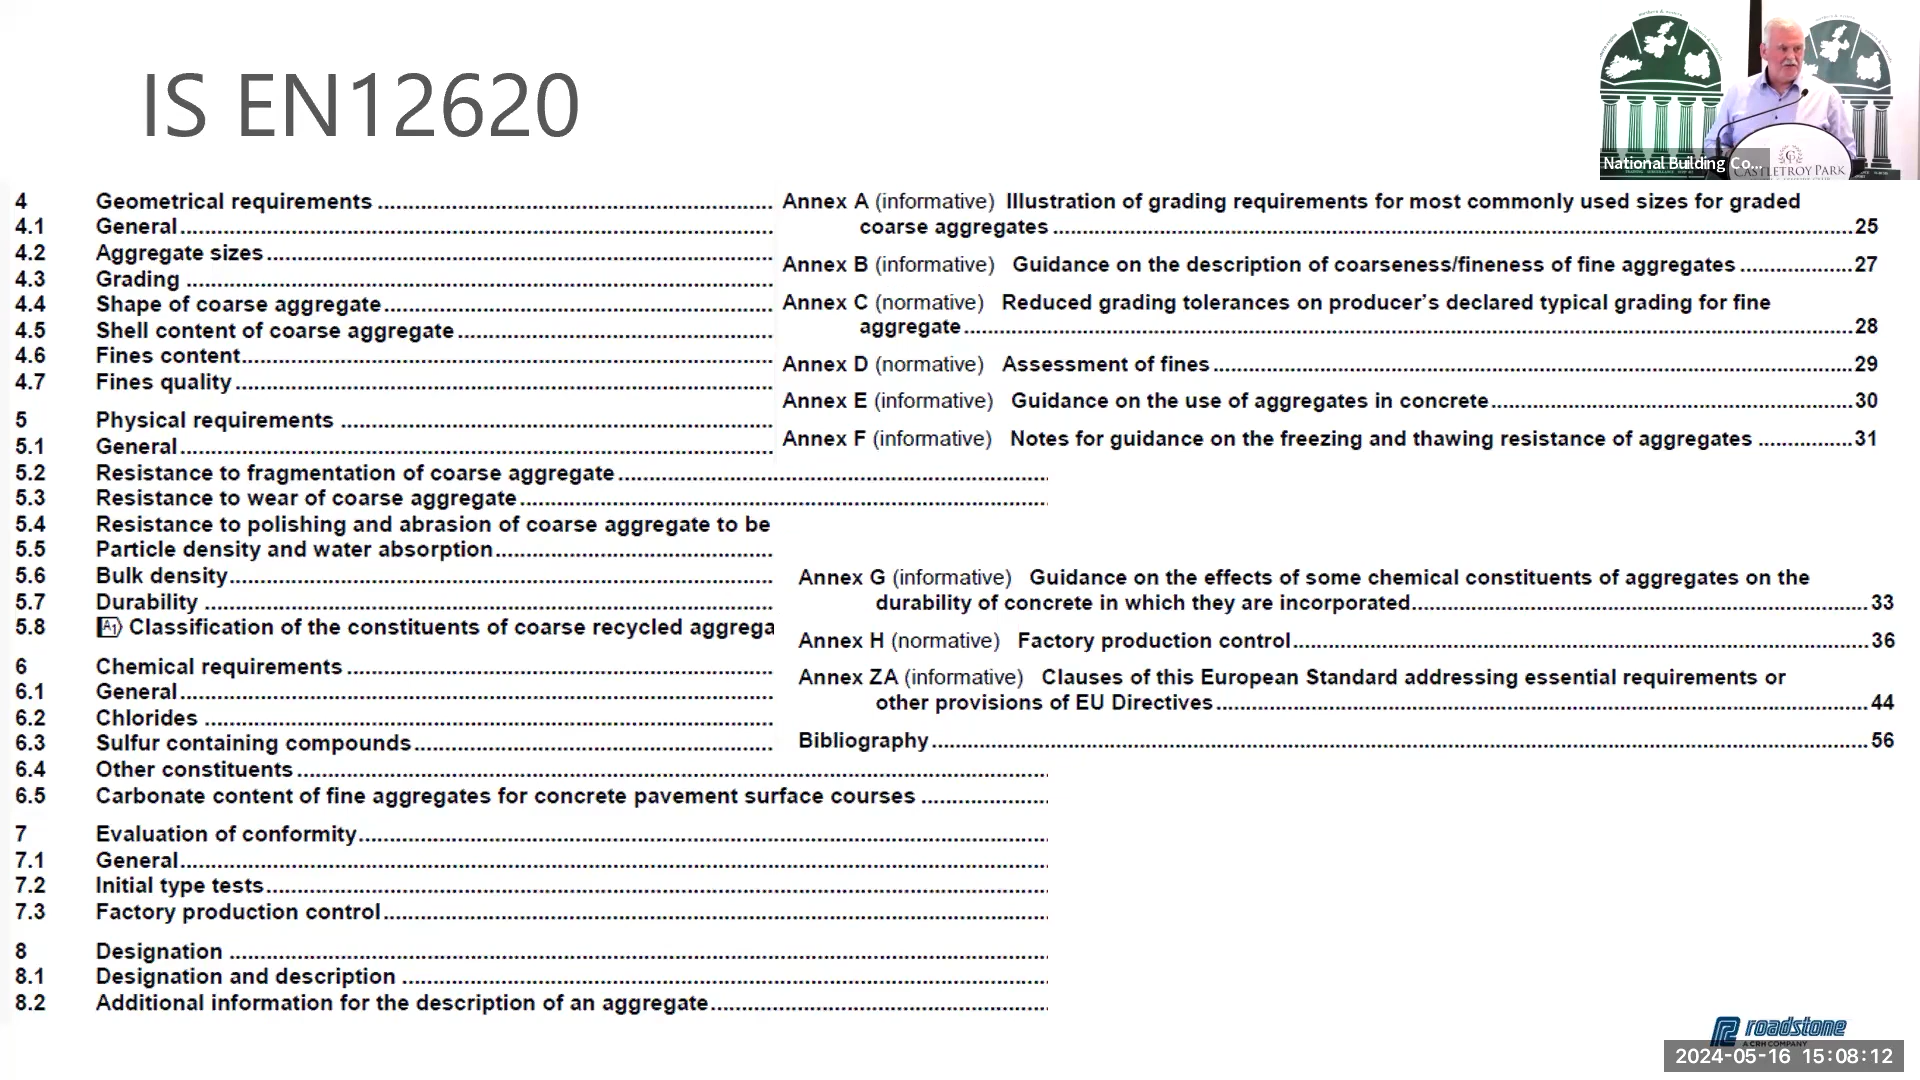 IS EN12620
4 Geometrical requirements
4.1 General
4.2 Aggregate sizes
4.3 Grading
4.4 Shape of coarse aggregate
4.5 Shell content of coarse aggregate
4.6 Fines content
4.7 Fines quality
5 Physical requirements
5.1 General
5.2 Resistance to fragmentation of coarse aggregate
5.3 Resistance to wear of coarse aggregate
5.4 Resistance to polishing and abrasion of coarse aggregate to be
5.5 Particle density and water absorption
5.6 Bulk density
5.7 Durability
5.8 A1 Classification of the constituents of coarse recycled aggrega
6 Chemical requirements
6.1 General
6.2 Chlorides
6.3 Sulfur containing compounds
6.4 Other constituents
6.5 Carbonate content of fine aggregates for concrete pavement surface courses
7 Evaluation of conformity
7.1 General
7.2 Initial type tests
7.3 Factory production control
8 Designation
8.1 Designation and description
8.2 Additional information for the description of an aggregate
Annex A (informative) Illustration of grading requirements for most commonly used sizes for graded
coarse aggregates 25
Annex B (informative) Guidance on the description of coarseness/fineness of fine aggregates 27
Annex C (normative) Reduced grading tolerances on producer's declared typical grading for fine
aggregate 28
Annex D (normative) Assessment of fines 29
Annex E (informative) Guidance on the use of aggregates in concrete 30
Annex F (informative) Notes for guidance on the freezing and thawing resistance of aggregates 31
Annex G (informative) Guidance on the effects of some chemical constituents of aggregates on the
durability of concrete in which they are incorporated 33
Annex H (normative) Factory production control 36
Annex ZA (informative) Clauses of this European Standard addressing essential requirements or
other provisions of EU Directives 44
Bibliography 56
National Building Co...
CASTLETROY PARK
roadstone
A CRH COMPANY
2024-05-16 15:08:12